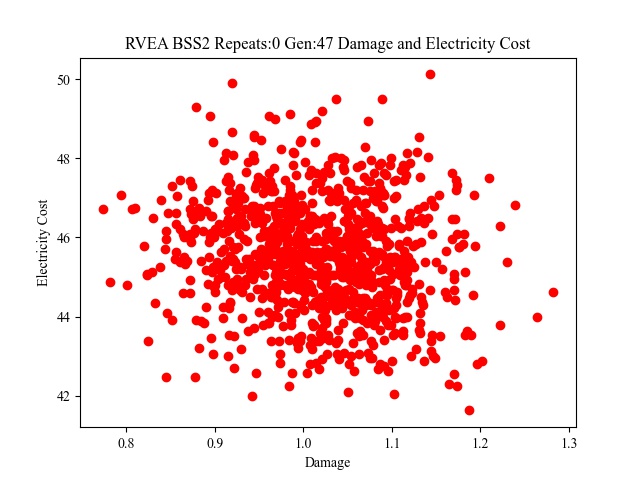 RVEA BSS2 Repeats:0 Gen:47 Damage and Electricity Cost
50
48
46
44
42
Electricity Cost
0.8 0.9 1.0 1.1 1.2 1.3
Damage